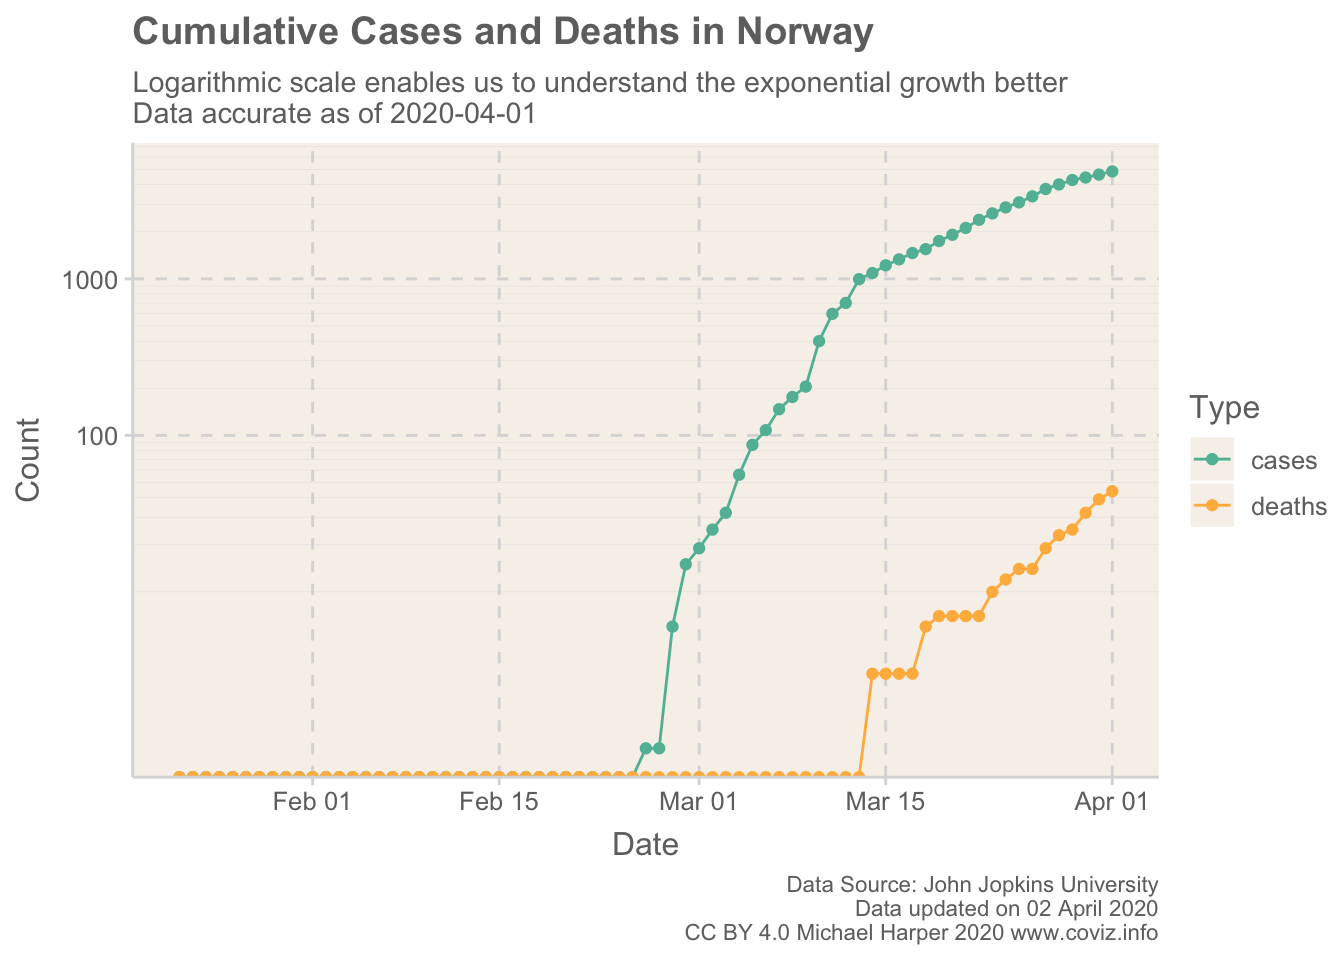 Cumulative Cases and Deaths in Norway
Logarithmic scale enables us to understand the exponential growth better
Data accurate as of 2020-04-01
1000
100
Count
Feb 01
Feb 15
Mar 01
Mar 15
Apr 01
Date
Type
cases
deaths
Data Source: John Jopkins University
Data updated on 02 April 2020
CC BY 4.0 Michael Harper 2020 www.coviz.info